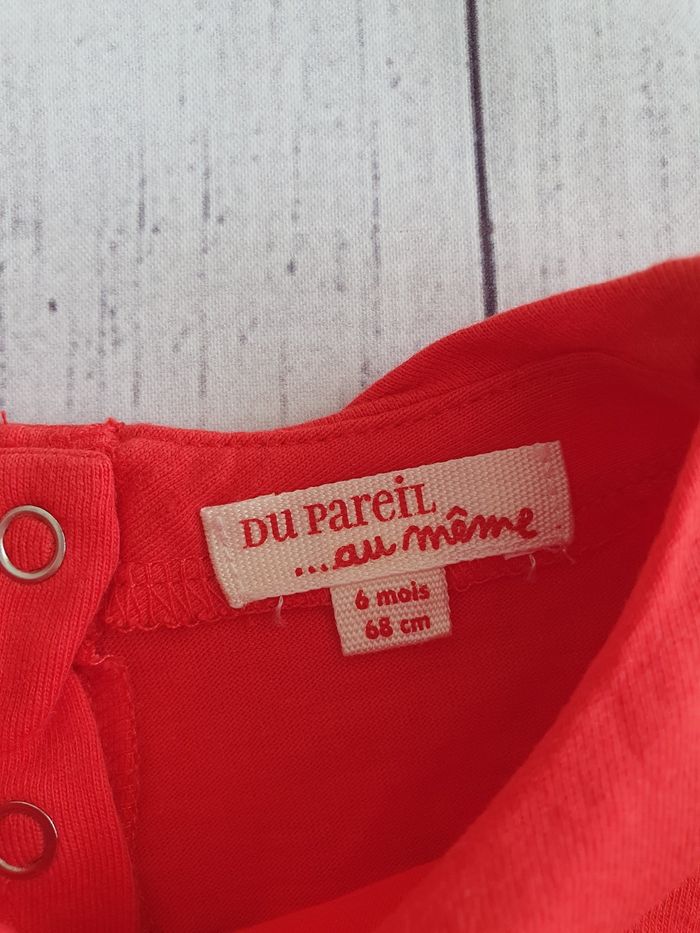 DU PAREIL
...au même
6 mois
68 cm